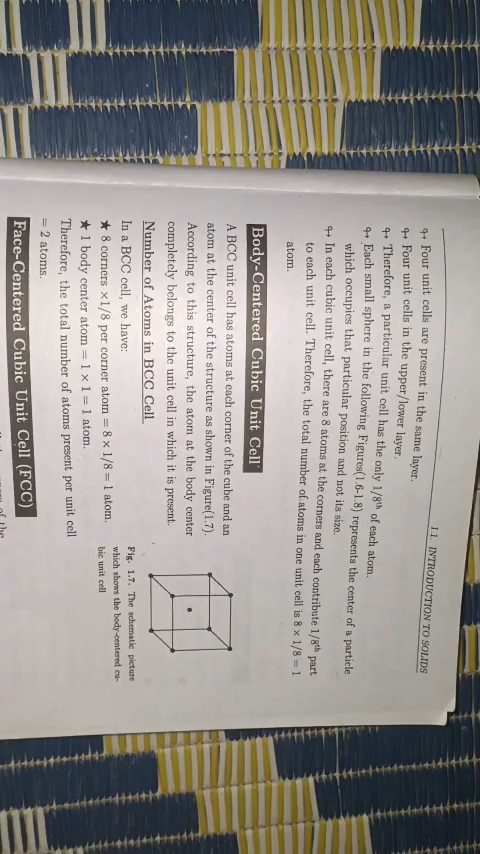 1.1. INTRODUCTION TO SOLIDS
Four unit cells are present in the same layer.
Four unit cells in the upper/lower layer.
Therefore, a particular unit cell has the only 1/8th of each atom.
Each small sphere in the following Figures(1.6-1.8) represents the center of a particle
which occupies that particular position and not its size.
In each cubic unit cell, there are 8 atoms at the corners and each contribute 1/8th part
to each unit cell. Therefore, the total number of atoms in one unit cell is 8 × 1/8 = 1
atom.
Body-Centered Cubic Unit Cell
A BCC unit cell has atoms at each corner of the cube and an
atom at the center of the structure as shown in Figure(1.7).
According to this structure, the atom at the body center
completely belongs to the unit cell in which it is present.
Number of Atoms in BCC Cell
In a BCC cell, we have:
★ 8 corners ×1/8 per corner atom = 8 × 1/8 = 1 atom.
★ 1 body center atom = 1 × 1 = 1 atom.
Therefore, the total number of atoms present per unit cell
= 2 atoms.
Fig. 1.7. The schematic picture
which shows the body-centered cu-
bic unit cell
Face-Centered Cubic Unit Cell (FCC)
of the